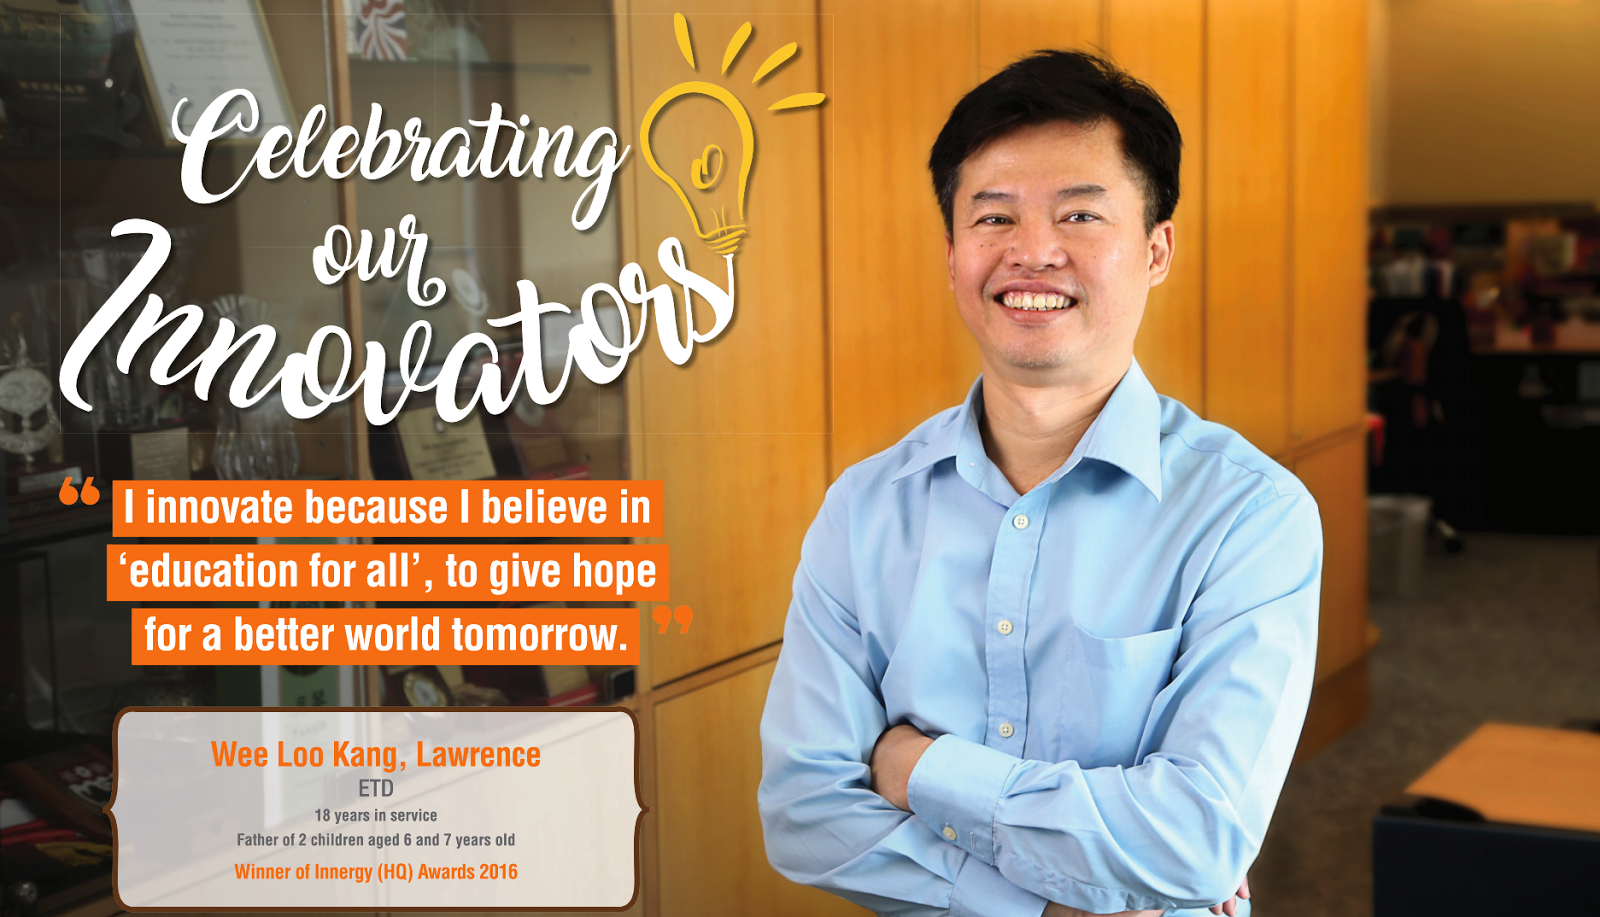 Celebrating
our
Innovators
“ I innovate because I believe in
‘education for all’, to give hope
for a better world tomorrow. ”
Wee Loo Kang, Lawrence
ETD
18 years in service
Father of 2 children aged 6 and 7 years old
Winner of Innergy (HQ) Awards 2016